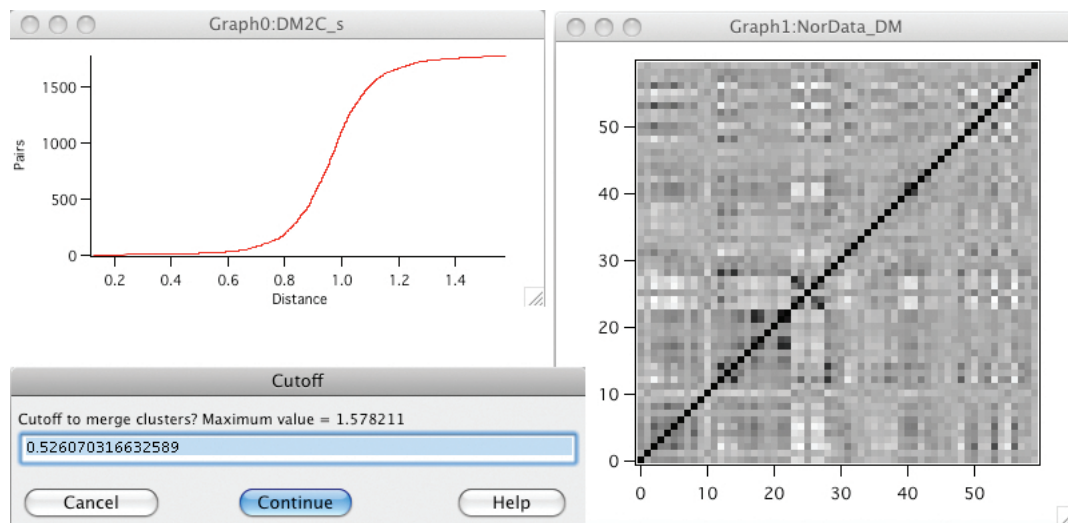 Graph0:DM2C_s
1500
1000
500
0
Pairs
0.2 0.4 0.6 0.8 1.0 1.2 1.4
Distance
Graph1:NorData_DM
50
40
30
20
10
0
0 10 20 30 40 50
Cutoff
Cutoff to merge clusters? Maximum value = 1.578211
0.526070316632589
Cancel Continue Help